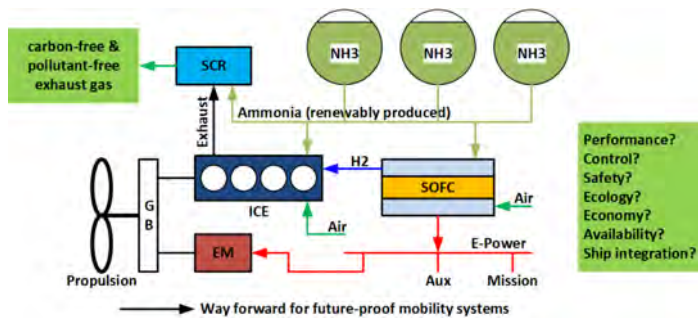 carbon-free &
pollutant-free
exhaust gas
SCR
NH3
NH3
NH3
Ammonia (renewably produced)
Exhaust
H2
SOFC
Air
ICE
Air
G
B
EM
E-Power
Propulsion
Aux
Mission
Performance?
Control?
Safety?
Ecology?
Economy?
Availability?
Ship integration?
Way forward for future-proof mobility systems